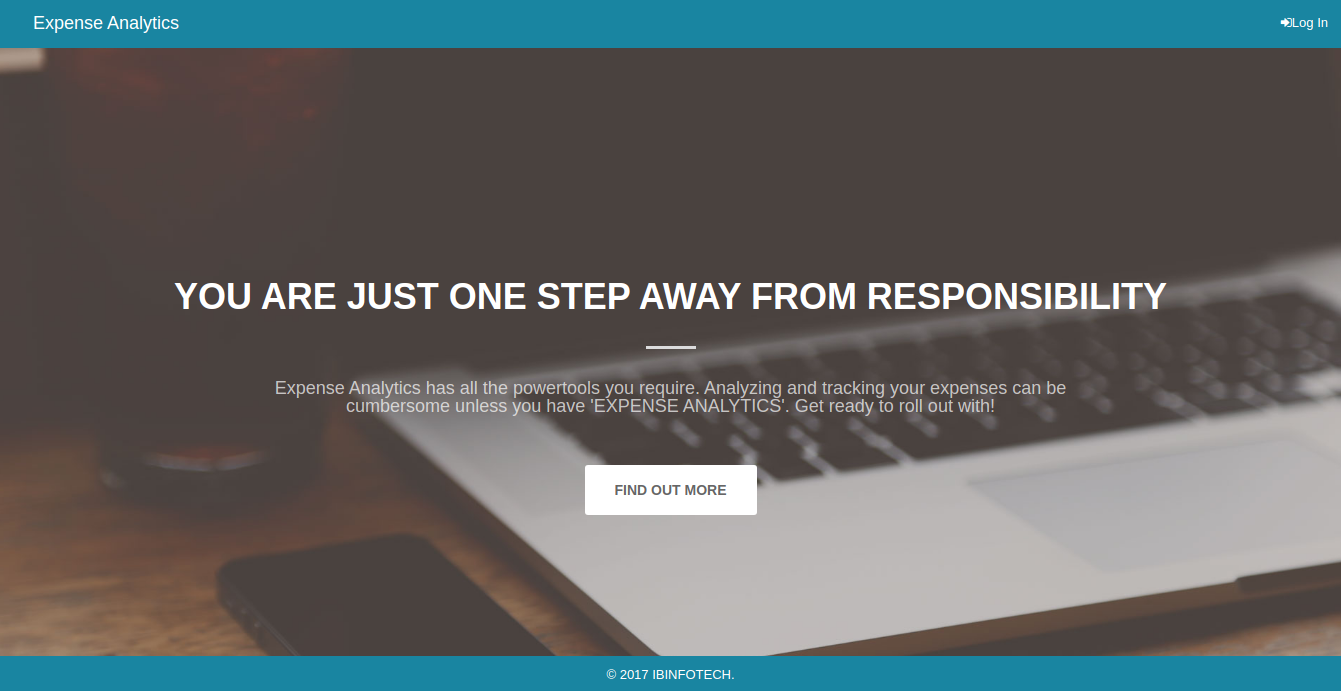 Expense Analytics
Log In
YOU ARE JUST ONE STEP AWAY FROM RESPONSIBILITY
Expense Analytics has all the powertools you require. Analyzing and tracking your expenses can be
cumbersome unless you have 'EXPENSE ANALYTICS'. Get ready to roll out with!
FIND OUT MORE
© 2017 IBINFOTECH.